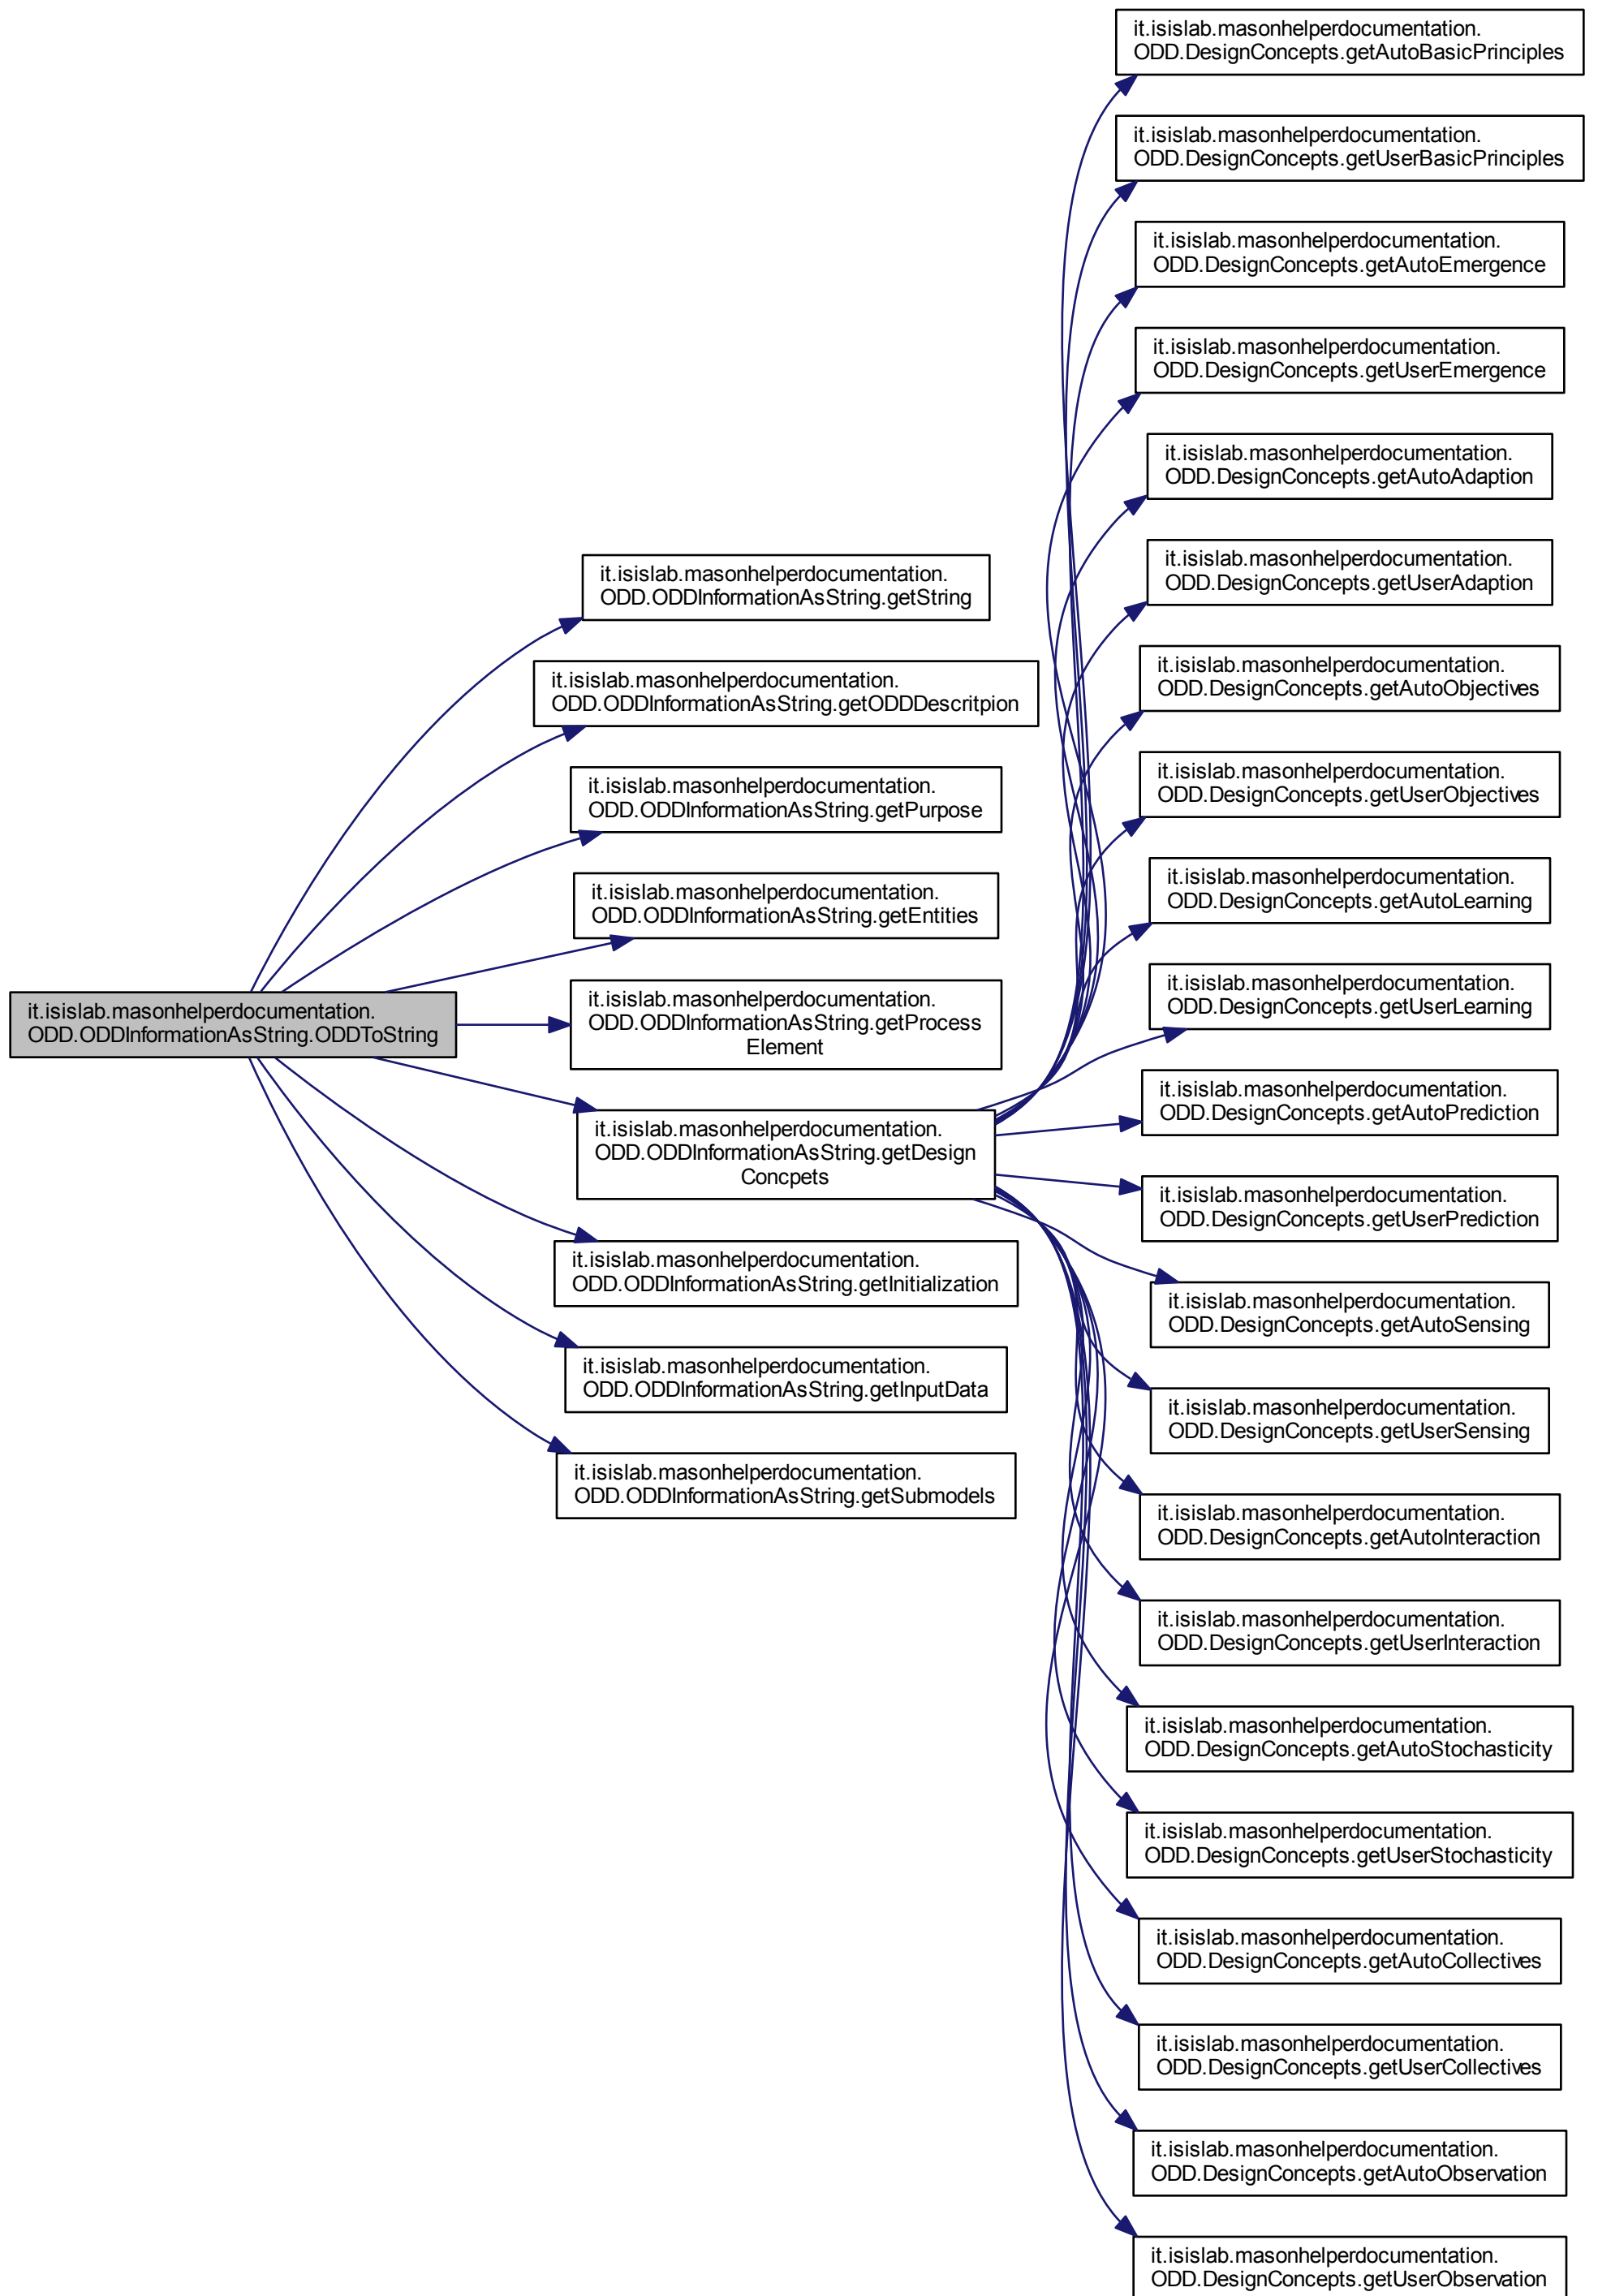 it.isislab.masonhelperdocumentation.
ODD.ODDInformationAsString.ODDToString
it.isislab.masonhelperdocumentation.
ODD.ODDInformationAsString.getString
it.isislab.masonhelperdocumentation.
ODD.ODDInformationAsString.getODDDescritpion
it.isislab.masonhelperdocumentation.
ODD.ODDInformationAsString.getPurpose
it.isislab.masonhelperdocumentation.
ODD.ODDInformationAsString.getEntities
it.isislab.masonhelperdocumentation.
ODD.ODDInformationAsString.getProcess
Element
it.isislab.masonhelperdocumentation.
ODD.ODDInformationAsString.getDesign
Concpets
it.isislab.masonhelperdocumentation.
ODD.ODDInformationAsString.getInitialization
it.isislab.masonhelperdocumentation.
ODD.ODDInformationAsString.getInputData
it.isislab.masonhelperdocumentation.
ODD.ODDInformationAsString.getSubmodels
it.isislab.masonhelperdocumentation.
ODD.DesignConcepts.getAutoBasicPrinciples
it.isislab.masonhelperdocumentation.
ODD.DesignConcepts.getUserBasicPrinciples
it.isislab.masonhelperdocumentation.
ODD.DesignConcepts.getAutoEmergence
it.isislab.masonhelperdocumentation.
ODD.DesignConcepts.getUserEmergence
it.isislab.masonhelperdocumentation.
ODD.DesignConcepts.getAutoAdaption
it.isislab.masonhelperdocumentation.
ODD.DesignConcepts.getUserAdaption
it.isislab.masonhelperdocumentation.
ODD.DesignConcepts.getAutoObjectives
it.isislab.masonhelperdocumentation.
ODD.DesignConcepts.getUserObjectives
it.isislab.masonhelperdocumentation.
ODD.DesignConcepts.getAutoLearning
it.isislab.masonhelperdocumentation.
ODD.DesignConcepts.getUserLearning
it.isislab.masonhelperdocumentation.
ODD.DesignConcepts.getAutoPrediction
it.isislab.masonhelperdocumentation.
ODD.DesignConcepts.getUserPrediction
it.isislab.masonhelperdocumentation.
ODD.DesignConcepts.getAutoSensing
it.isislab.masonhelperdocumentation.
ODD.DesignConcepts.getUserSensing
it.isislab.masonhelperdocumentation.
ODD.DesignConcepts.getAutoInteraction
it.isislab.masonhelperdocumentation.
ODD.DesignConcepts.getUserInteraction
it.isislab.masonhelperdocumentation.
ODD.DesignConcepts.getAutoStochasticity
it.isislab.masonhelperdocumentation.
ODD.DesignConcepts.getUserStochasticity
it.isislab.masonhelperdocumentation.
ODD.DesignConcepts.getAutoCollectives
it.isislab.masonhelperdocumentation.
ODD.DesignConcepts.getUserCollectives
it.isislab.masonhelperdocumentation.
ODD.DesignConcepts.getAutoObservation
it.isislab.masonhelperdocumentation.
ODD.DesignConcepts.getUserObservation